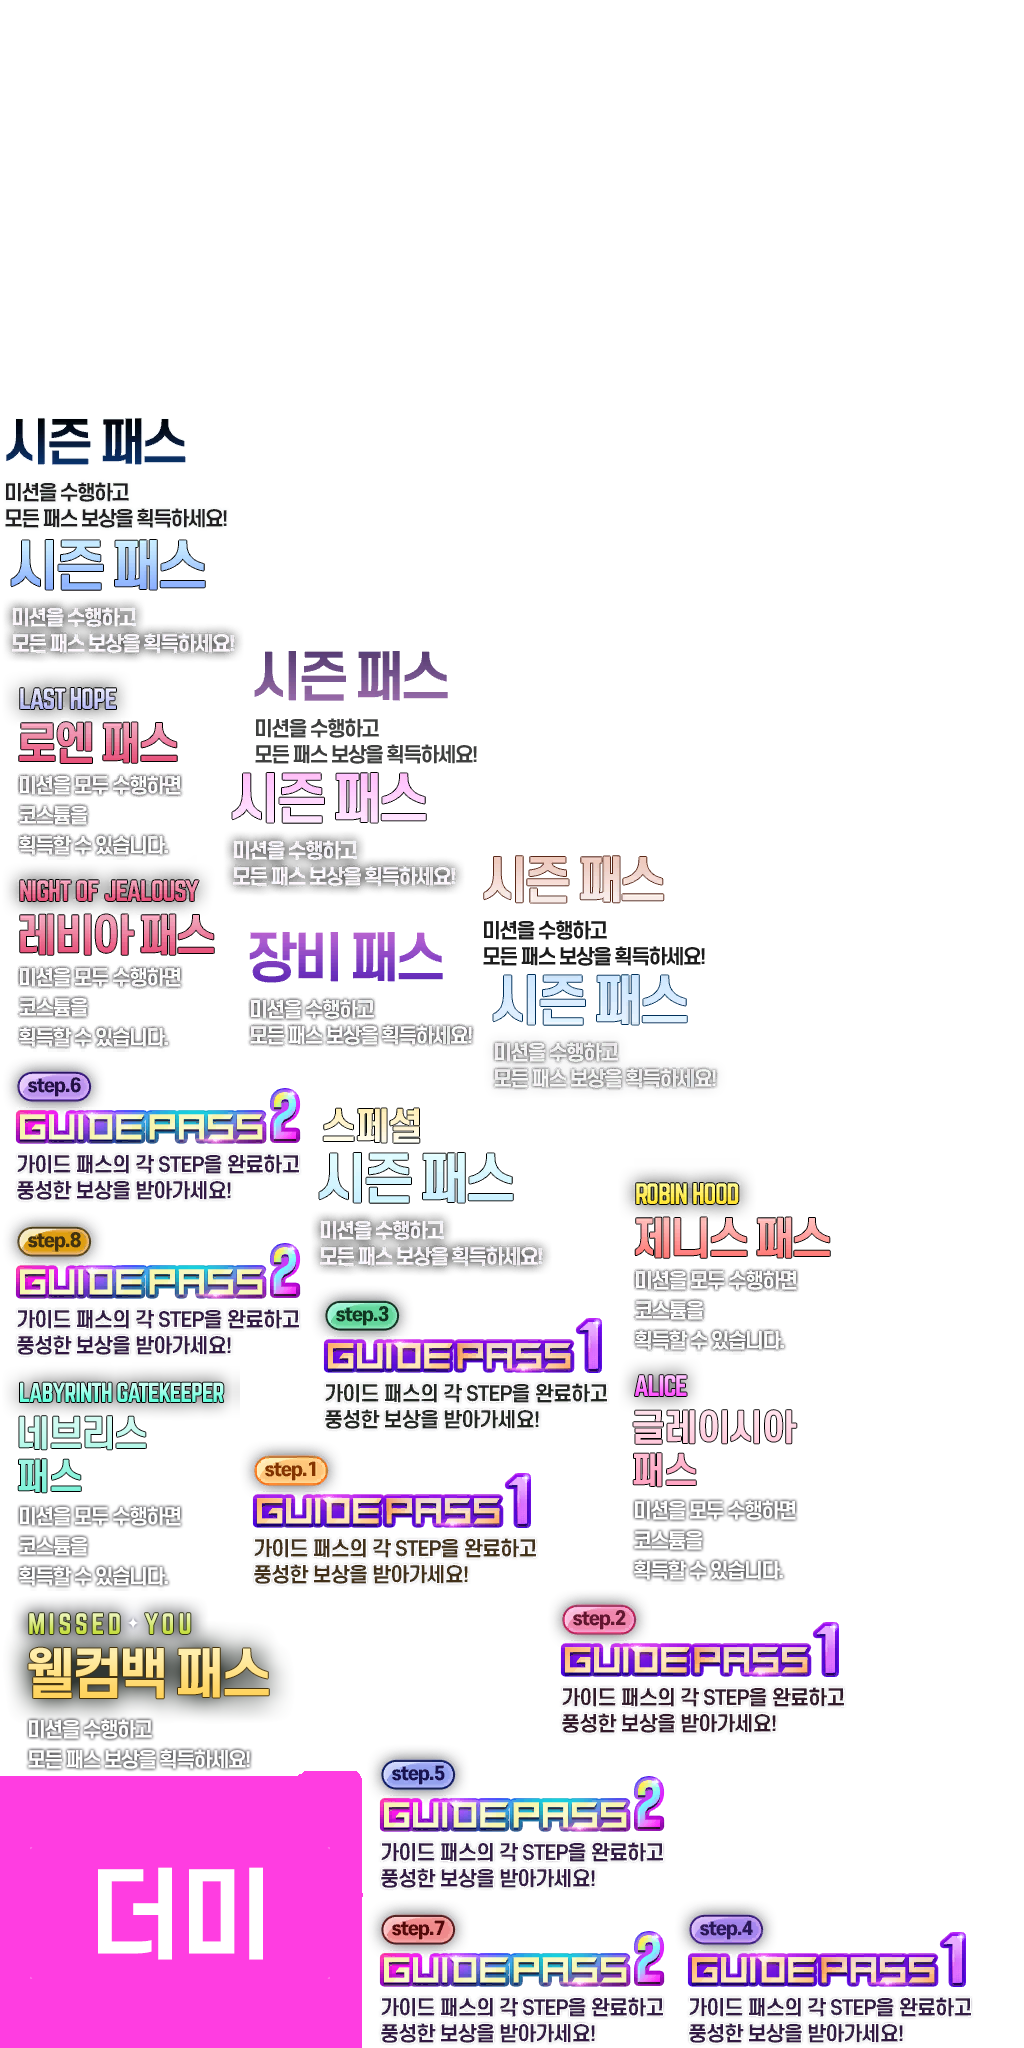 시즌 패스
미션을 수행하고
모든 패스 보상을 획득하세요!
시즌 패스
미션을 수행하고
모든 패스 보상을 획득하세요!
시즌 패스
미션을 수행하고
모든 패스 보상을 획득하세요!
LAST HOPE
로엔 패스
미션을 모두 수행하면
코스튬을
획득할 수 있습니다.
시즌 패스
미션을 수행하고
모든 패스 보상을 획득하세요!
시즌 패스
미션을 수행하고
모든 패스 보상을 획득하세요!
NIGHT OF JEALOUSY
레비아 패스
미션을 모두 수행하면
코스튬을
획득할 수 있습니다.
장비 패스
미션을 수행하고
모든 패스 보상을 획득하세요!
시즌 패스
미션을 수행하고
모든 패스 보상을 획득하세요!
step.6
GUIDEPASS 2
가이드 패스의 각 STEP을 완료하고
풍성한 보상을 받아가세요!
스페셜
시즌 패스
미션을 수행하고
모든 패스 보상을 획득하세요!
ROBIN HOOD
제니스 패스
미션을 모두 수행하면
코스튬을
획득할 수 있습니다.
step.8
GUIDEPASS 2
가이드 패스의 각 STEP을 완료하고
풍성한 보상을 받아가세요!
step.3
GUIDEPASS 1
가이드 패스의 각 STEP을 완료하고
풍성한 보상을 받아가세요!
LABYRINTH GATEKEEPER
네브리스
패스
미션을 모두 수행하면
코스튬을
획득할 수 있습니다.
ALICE
글레이시아
패스
미션을 모두 수행하면
코스튬을
획득할 수 있습니다.
step.1
GUIDEPASS 1
가이드 패스의 각 STEP을 완료하고
풍성한 보상을 받아가세요!
MISSED YOU
웰컴백 패스
미션을 수행하고
모든 패스 보상을 획득하세요!
step.2
GUIDEPASS 1
가이드 패스의 각 STEP을 완료하고
풍성한 보상을 받아가세요!
step.5
GUIDEPASS 2
가이드 패스의 각 STEP을 완료하고
풍성한 보상을 받아가세요!
더미
step.7
GUIDEPASS 2
가이드 패스의 각 STEP을 완료하고
풍성한 보상을 받아가세요!
step.4
GUIDEPASS 1
가이드 패스의 각 STEP을 완료하고
풍성한 보상을 받아가세요!